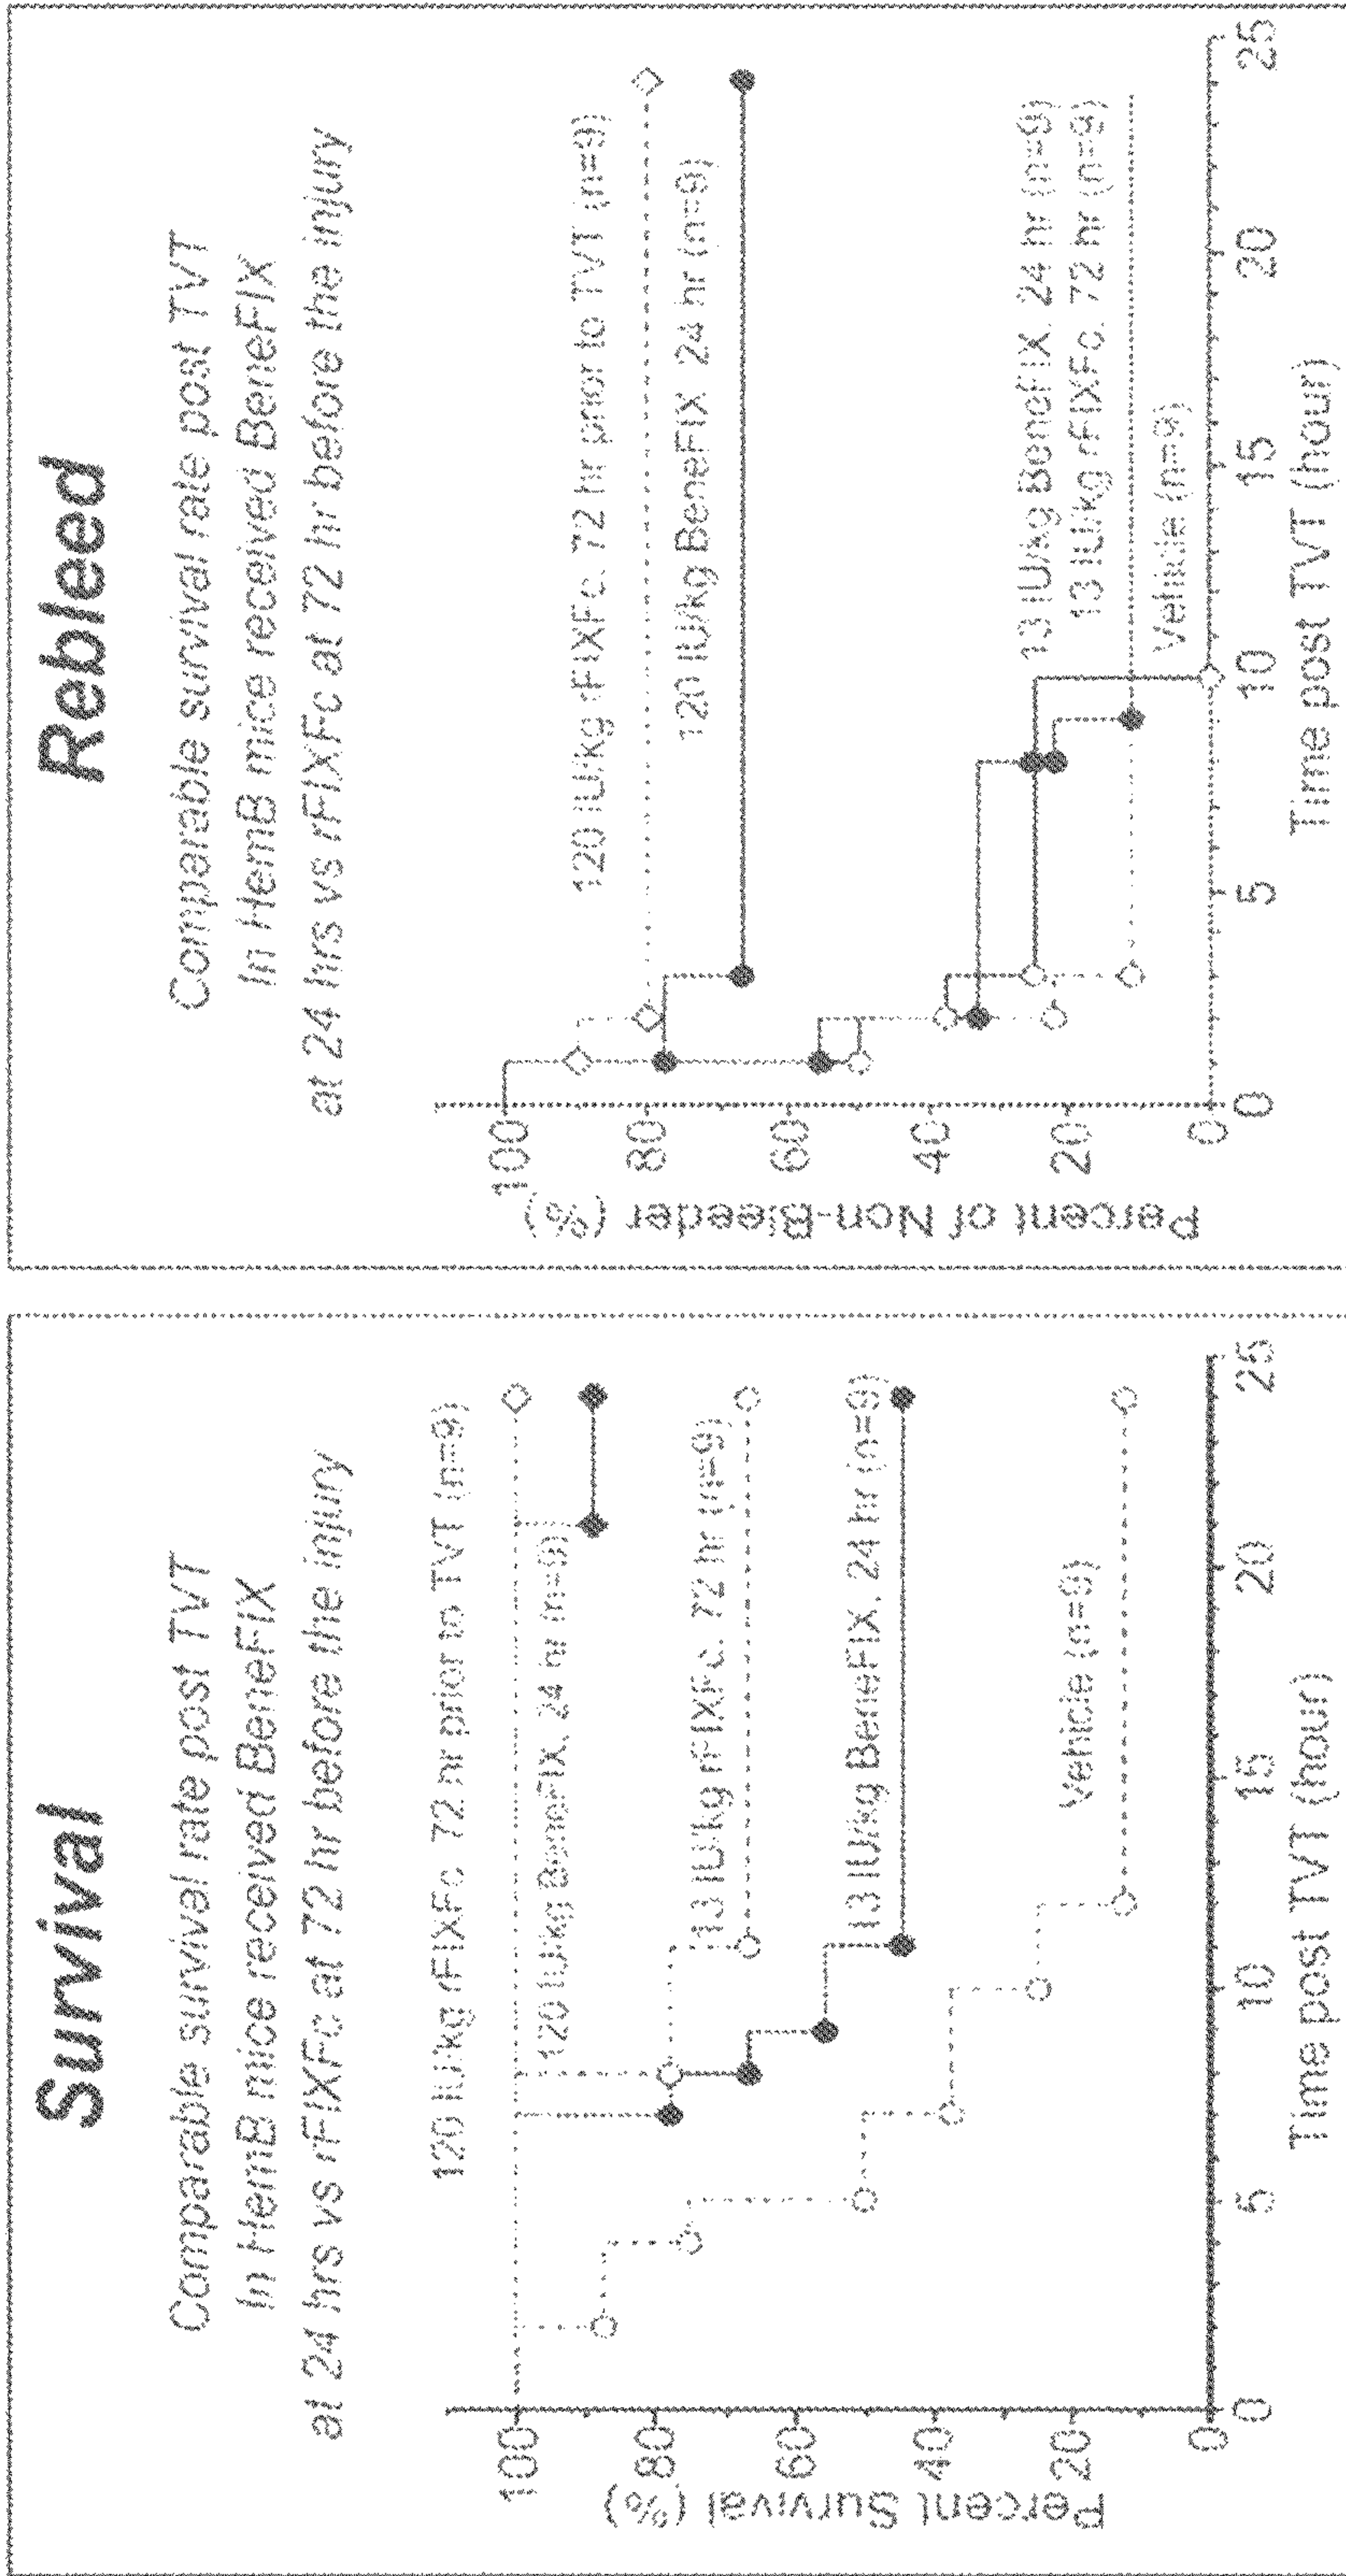 Survival
Comparable survival rate post TVT
In HemB mice received BeneFIX
at 24 hrs vs rFIXFc at 72 hr before the injury
120 IU/kg rFIXFc 72 hr prior to TVT (n=9)
120 IU/kg BeneFIX, 24 hr (n=9)
13 IU/kg rFIXFc. 72 hr (n=9)
13 IU/kg BeneFIX, 24 hr (n=9)
Vehicle (n=9)
Percent Survival (%)
100
80
60
40
20
0
0 5 10 15 20 25
Time post TVT (hour)
Rebleed
Comparable survival rate post TVT
In HemB mice received BeneFIX
at 24 hrs vs rFIXFc at 72 hr before the injury
120 IU/kg rFIXFc. 72 hr prior to TVT (n=9)
120 IU/kg BeneFIX 24 hr (n=9)
13 IU/kg BeneFIX, 24 hr (n=9)
13 IU/kg rFIXFc. 72 hr (n=9)
Vehicle (n=9)
Percent of Non-Bleeder (%)
100
80
60
40
20
0
0 5 10 15 20 25
Time post TVT (hour)